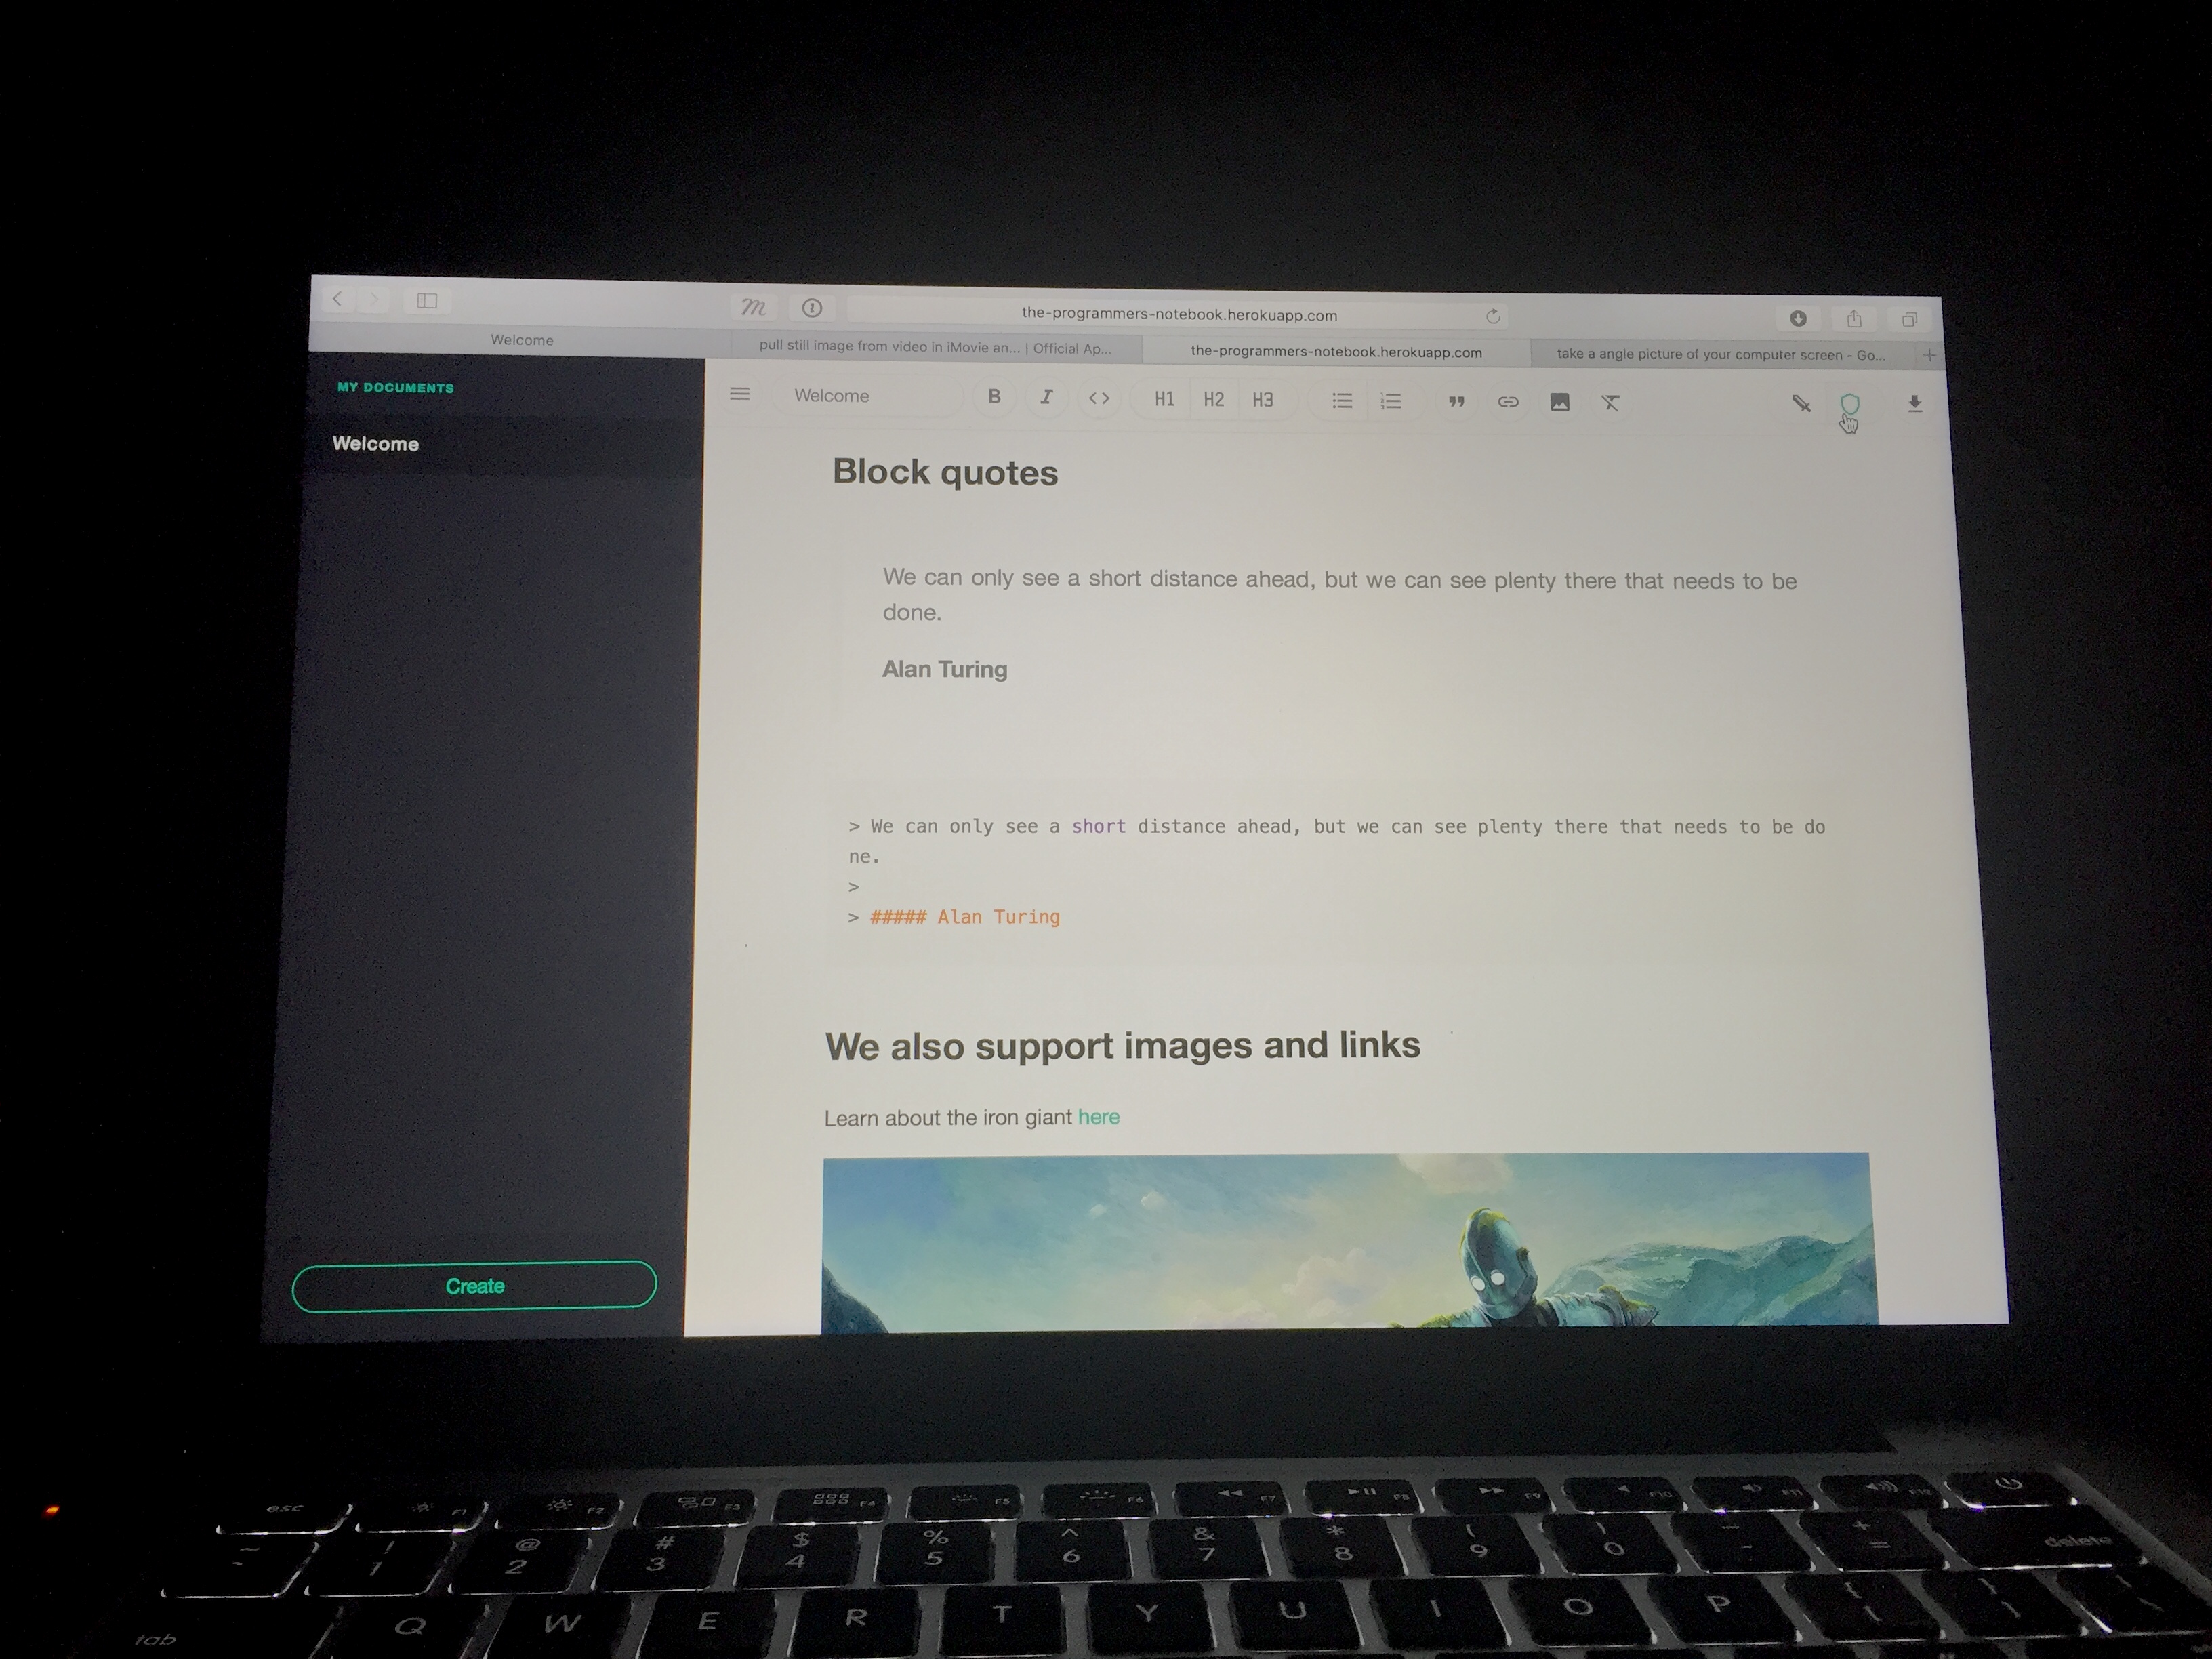 the-programmers-notebook.herokuapp.com
Welcome
pull still image from video in iMovie an... | Official Ap...
the-programmers-notebook.herokuapp.com
take a angle picture of your computer screen - Go...
MY DOCUMENTS
Welcome
Create
Welcome
B I <> H1 H2 H3
Block quotes
We can only see a short distance ahead, but we can see plenty there that needs to be
done.
Alan Turing
> We can only see a short distance ahead, but we can see plenty there that needs to be do
ne.
>
> ##### Alan Turing
We also support images and links
Learn about the iron giant here
esc F1 F2 F3 F4 F5 F6 F7 F8 F9 F10 F11 F12
~ ! @ # $ % ^ & * ( ) _ +
1 2 3 4 5 6 7 8 9 0 - = delete
tab Q W E R T Y U I O P { [ } ]